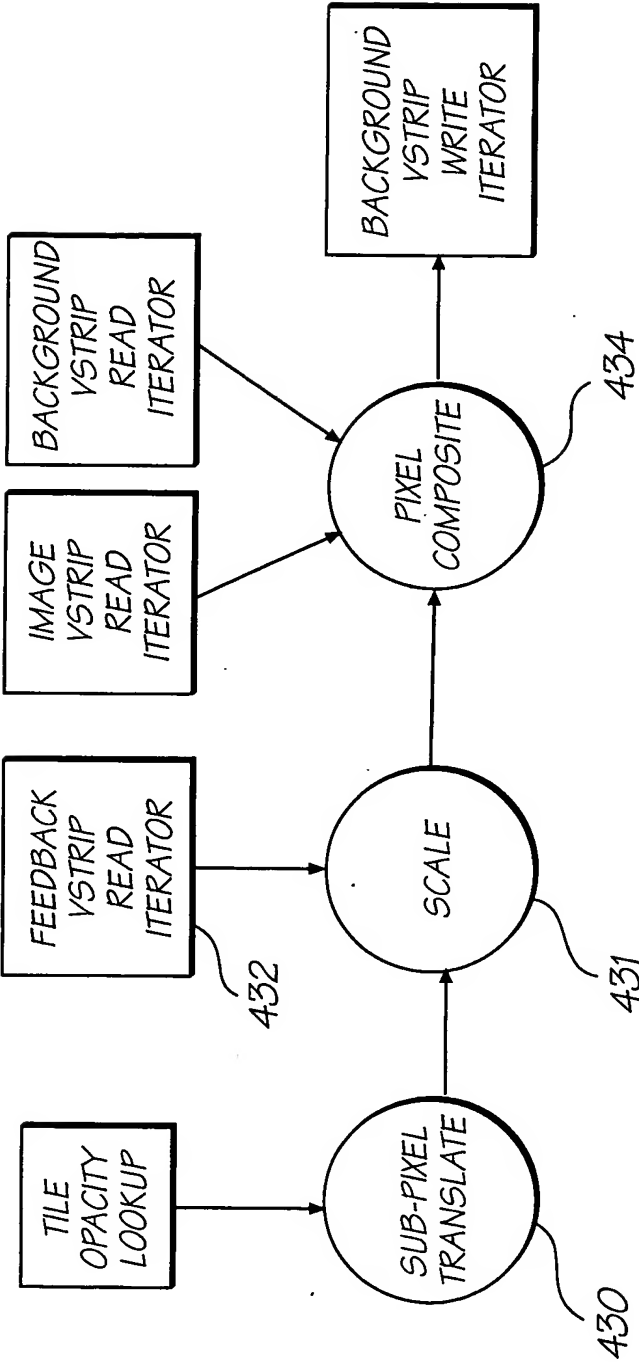 TILE
OPACITY
LOOKUP
FEEDBACK
VSTRIP
READ
ITERATOR
432
IMAGE
VSTRIP
READ
ITERATOR
BACKGROUND
VSTRIP
READ
ITERATOR
SUB-PIXEL
TRANSLATE
430
SCALE
431
PIXEL
COMPOSITE
434
BACKGROUND
VSTRIP
WRITE
ITERATOR